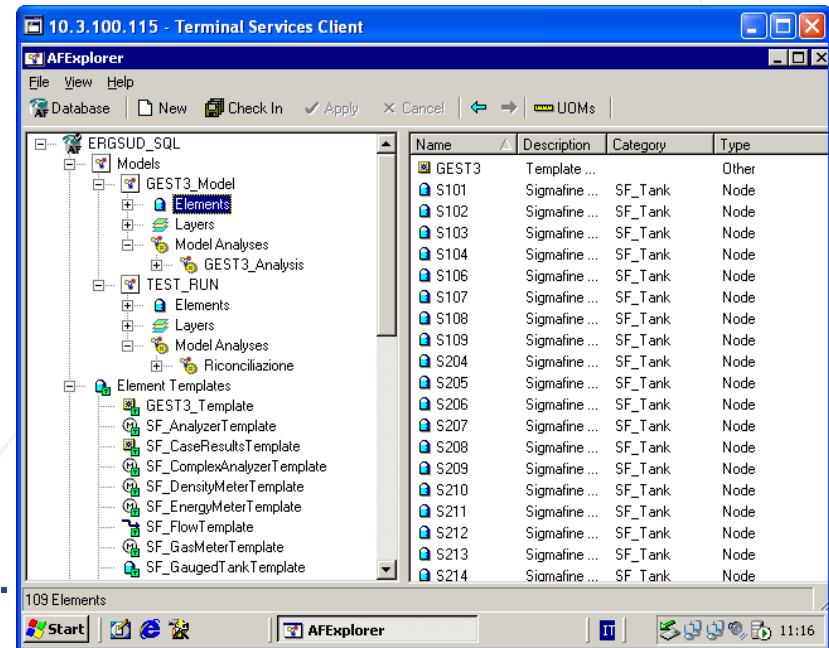 10.3.100.115 - Terminal Services Client
AFExplorer
File View Help
Database New Check In Apply Cancel UOMs
ERGSUD_SQL
Models
GEST3_Model
Elements
Layers
Model Analyses
GEST3_Analysis
TEST_RUN
Elements
Layers
Model Analyses
Riconciliazione
Element Templates
GEST3_Template
SF_AnalyzerTemplate
SF_CaseResultsTemplate
SF_ComplexAnalyzerTemplate
SF_DensityMeterTemplate
SF_EnergyMeterTemplate
SF_FlowTemplate
SF_GasMeterTemplate
SF_GaugedTankTemplate
Name Description Category Type
GEST3 Template ... Other
S101 Sigmafine ... SF_Tank Node
S102 Sigmafine ... SF_Tank Node
S103 Sigmafine ... SF_Tank Node
S104 Sigmafine ... SF_Tank Node
S106 Sigmafine ... SF_Tank Node
S107 Sigmafine ... SF_Tank Node
S108 Sigmafine ... SF_Tank Node
S109 Sigmafine ... SF_Tank Node
S204 Sigmafine ... SF_Tank Node
S205 Sigmafine ... SF_Tank Node
S206 Sigmafine ... SF_Tank Node
S207 Sigmafine ... SF_Tank Node
S208 Sigmafine ... SF_Tank Node
S209 Sigmafine ... SF_Tank Node
S210 Sigmafine ... SF_Tank Node
S211 Sigmafine ... SF_Tank Node
S212 Sigmafine ... SF_Tank Node
S213 Sigmafine ... SF_Tank Node
S214 Sigmafine ... SF_Tank Node
109 Elements
Start AFExplorer IT 11:16